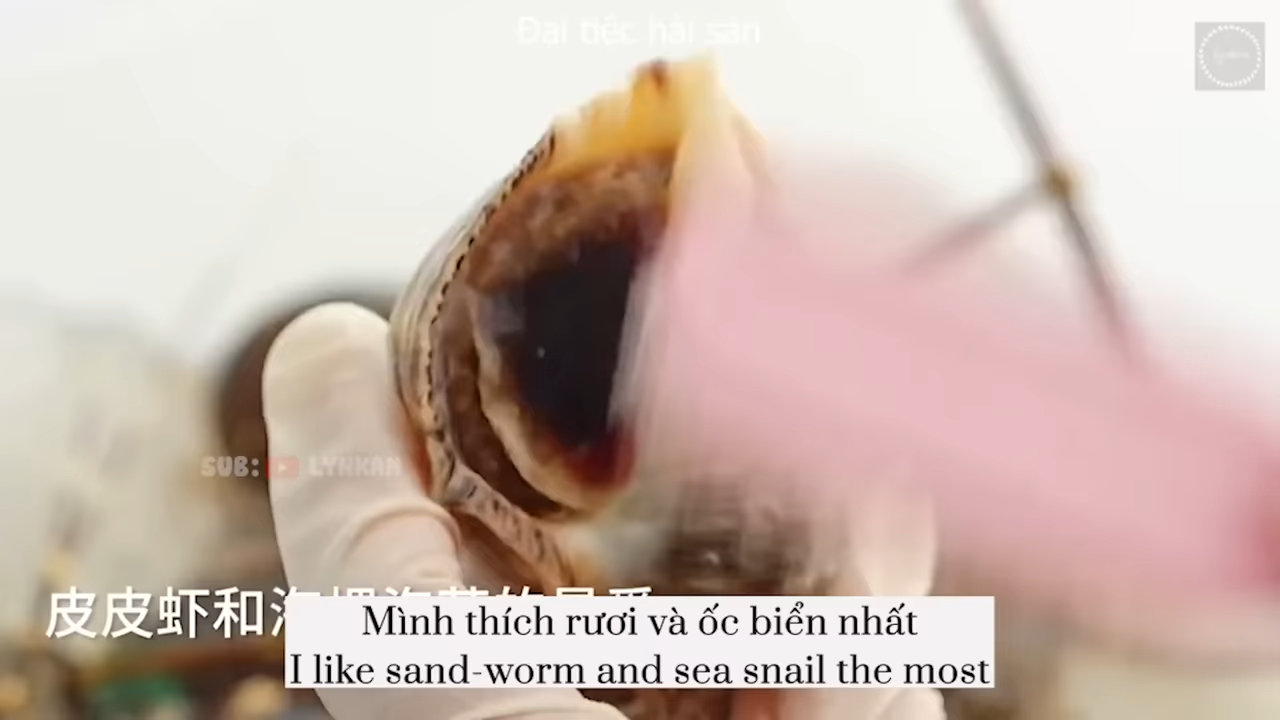 Đại tiệc hải sản
SUB: LYNKAN
皮皮虾和海螺
Mình thích rươi và ốc biển nhất
I like sand-worm and sea snail the most